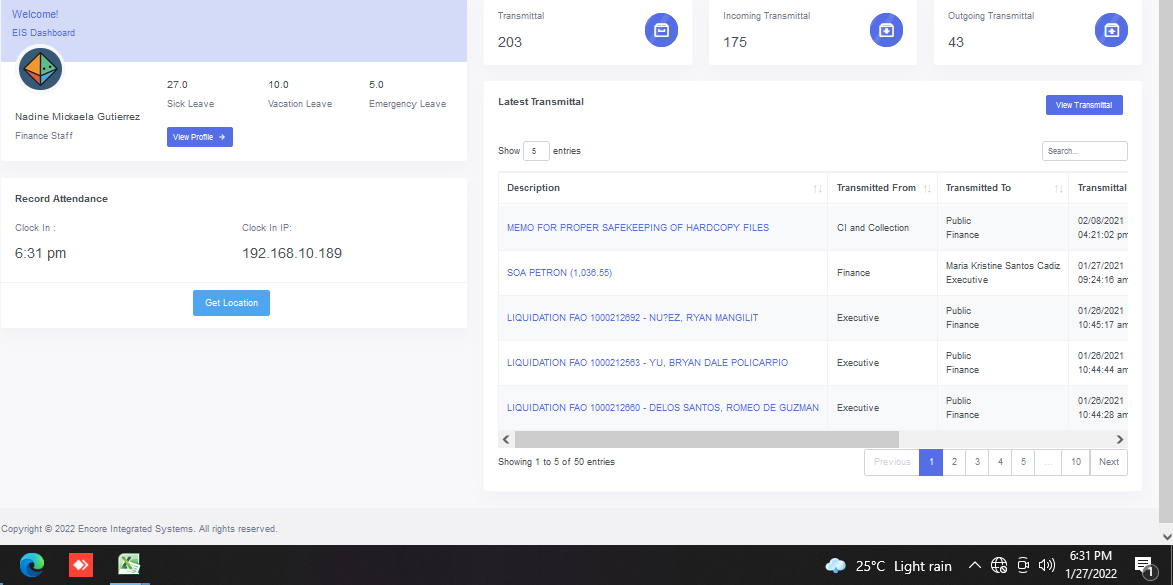 Welcome!
EIS Dashboard
Nadine Mickaela Gutierrez
Finance Staff
27.0
Sick Leave
10.0
Vacation Leave
5.0
Emergency Leave
View Profile →
Record Attendance
Clock In :
6:31 pm
Clock In IP:
192.168.10.189
Get Location
Transmittal
203
Incoming Transmittal
175
Outgoing Transmittal
43
Latest Transmittal
View Transmittal
Show 5 entries
Search...
Description Transmitted From Transmitted To Transmittal
MEMO FOR PROPER SAFEKEEPING OF HARDCOPY FILES CI and Collection Public 02/08/2021
Finance 04:21:02 pm
SOA PETRON (1,036.55) Finance Maria Kristine Santos Cadiz 01/27/2021
Executive 09:24:16 am
LIQUIDATION FAO 1000212692 - NU?EZ, RYAN MANGILIT Executive Public 01/26/2021
Finance 10:45:17 am
LIQUIDATION FAO 1000212563 - YU, BRYAN DALE POLICARPIO Executive Public 01/26/2021
Finance 10:44:44 am
LIQUIDATION FAO 1000212660 - DELOS SANTOS, ROMEO DE GUZMAN Executive Public 01/26/2021
Finance 10:44:28 am
Showing 1 to 5 of 50 entries
Previous 1 2 3 4 5 ... 10 Next
Copyright © 2022 Encore Integrated Systems. All rights reserved.
25°C Light rain
6:31 PM
1/27/2022
1